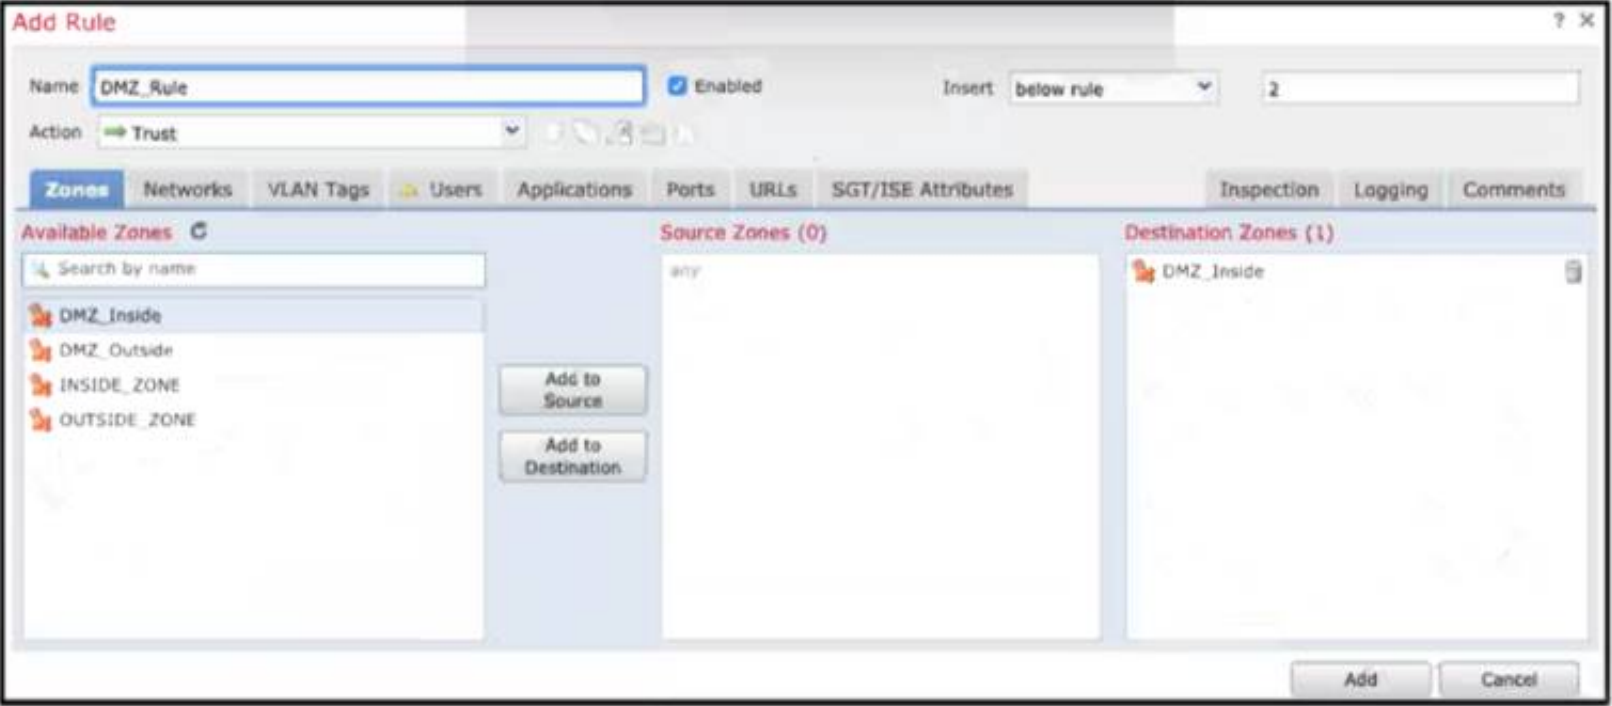 Add Rule ? ×
Name DMZ_Rule Enabled Insert below rule 2
Action Trust
Zones Networks VLAN Tags Users Applications Ports URLs SGT/ISE Attributes Inspection Logging Comments
Available Zones Source Zones (0) Destination Zones (1)
Search by name any DMZ_Inside
DMZ_Inside
DMZ_Outside
INSIDE_ZONE
OUTSIDE_ZONE
Add to
Source
Add to
Destination
Add Cancel